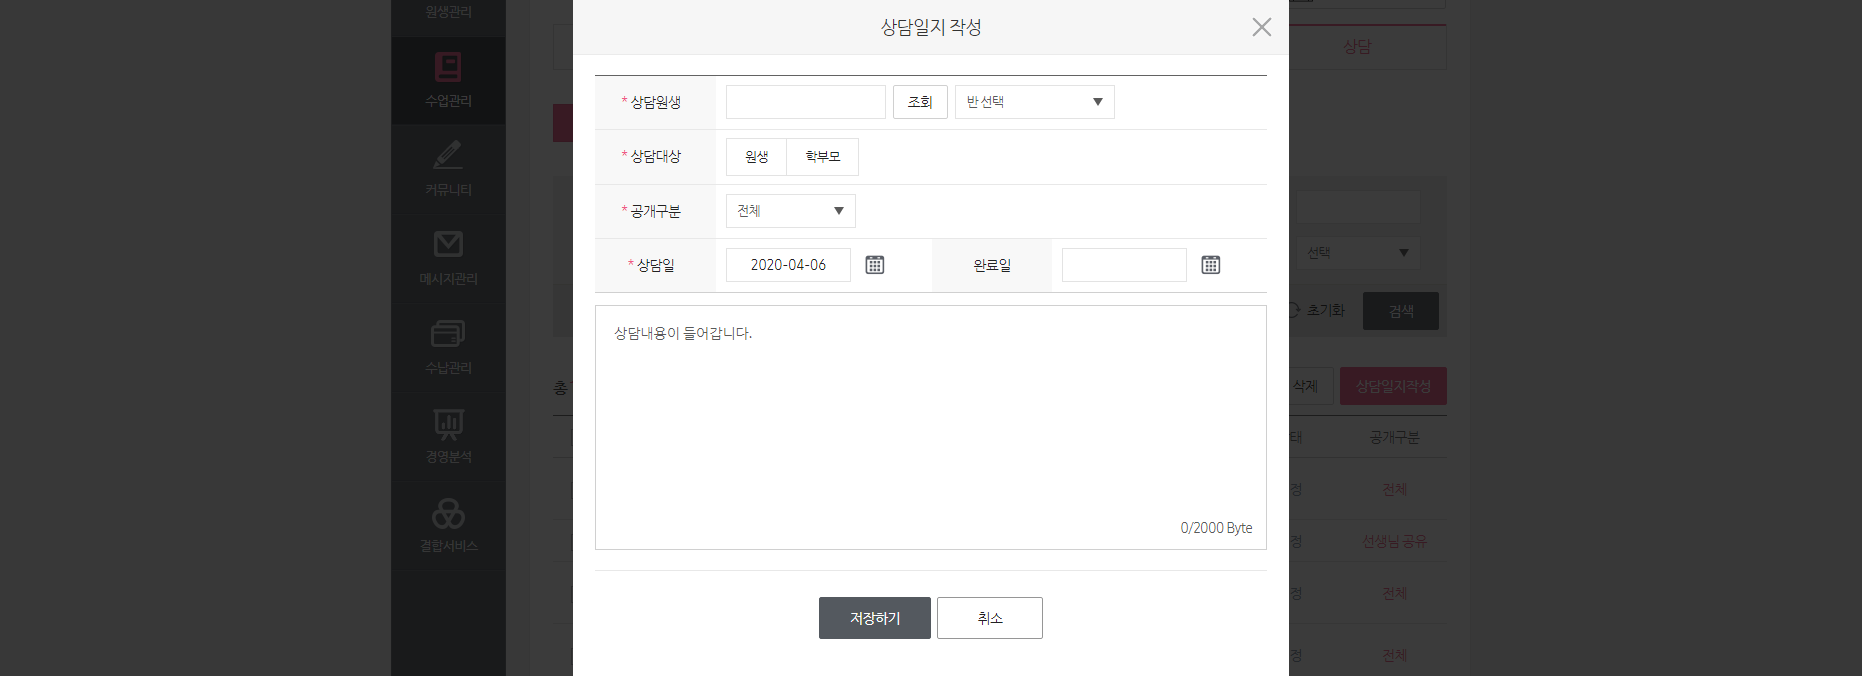 상담일지 작성
* 상담원생 조회 반 선택
* 상담대상 원생 학부모
* 공개구분 전체
* 상담일 2020-04-06 완료일
상담내용이 들어갑니다.
0/2000 Byte
저장하기 취소
원생관리
수업관리
커뮤니티
메시지관리
수납관리
경영분석
결합서비스
상담
선택
초기화 검색
총
삭제 상담일지작성
태 공개구분
정 전체
정 선생님 공유
정 전체
정 전체